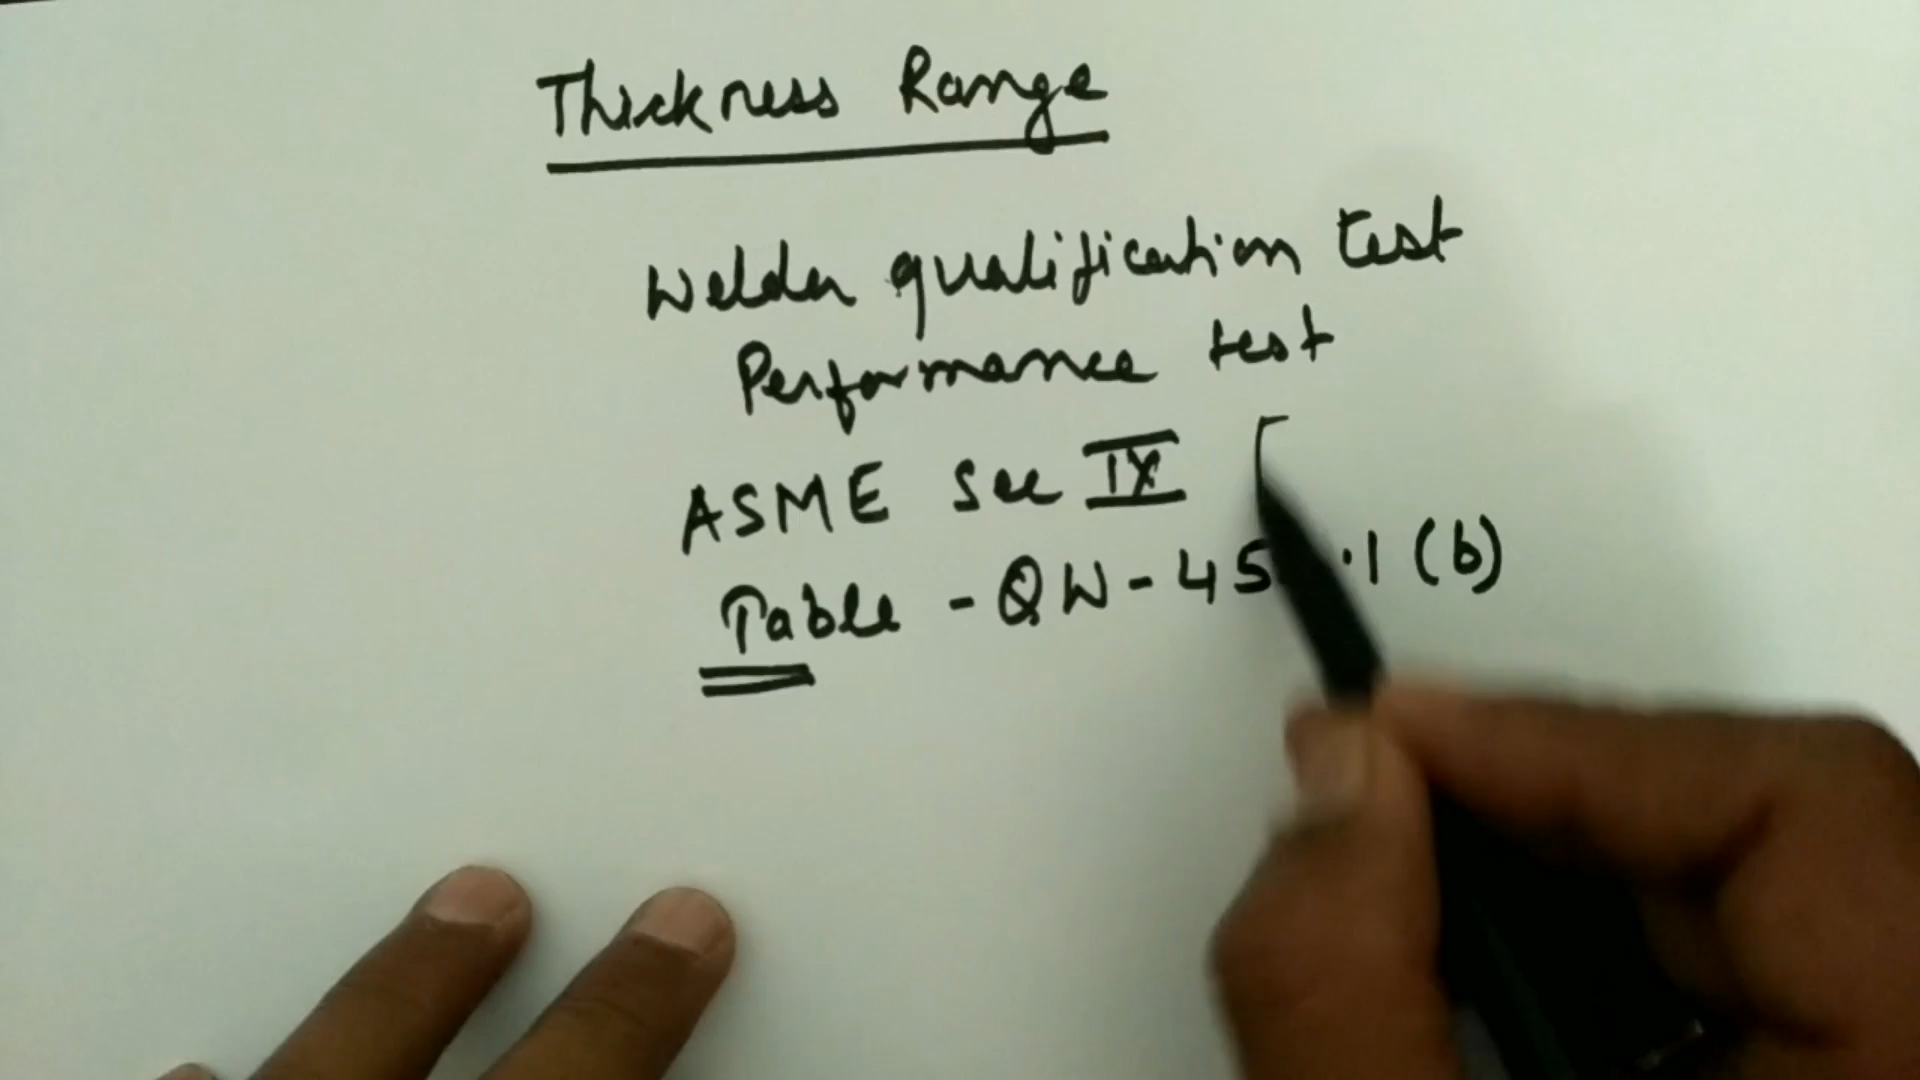 Thickness Range
Welder qualification test
Performance test
ASME Sec IX [
Table - QW - 45 .1 (b)